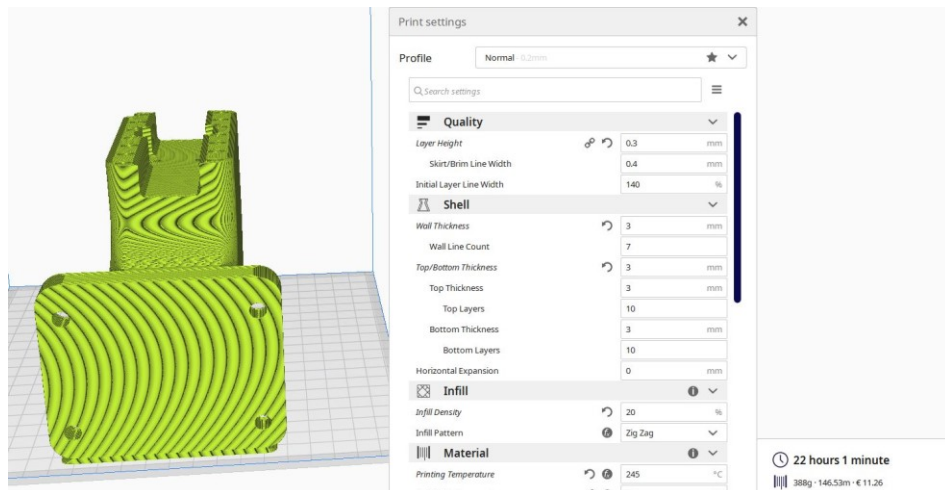 Print settings
Profile Normal 0.2mm
Search settings
Quality
Layer Height 0.3 mm
Skirt/Brim Line Width 0.4 mm
Initial Layer Line Width 140 %
Shell
Wall Thickness 3 mm
Wall Line Count 7
Top/Bottom Thickness 3 mm
Top Thickness 3 mm
Top Layers 10
Bottom Thickness 3 mm
Bottom Layers 10
Horizontal Expansion 0 mm
Infill
Infill Density 20 %
Infill Pattern Zig Zag
Material
Printing Temperature 245 °C
22 hours 1 minute
388g · 146.53m · € 11.26